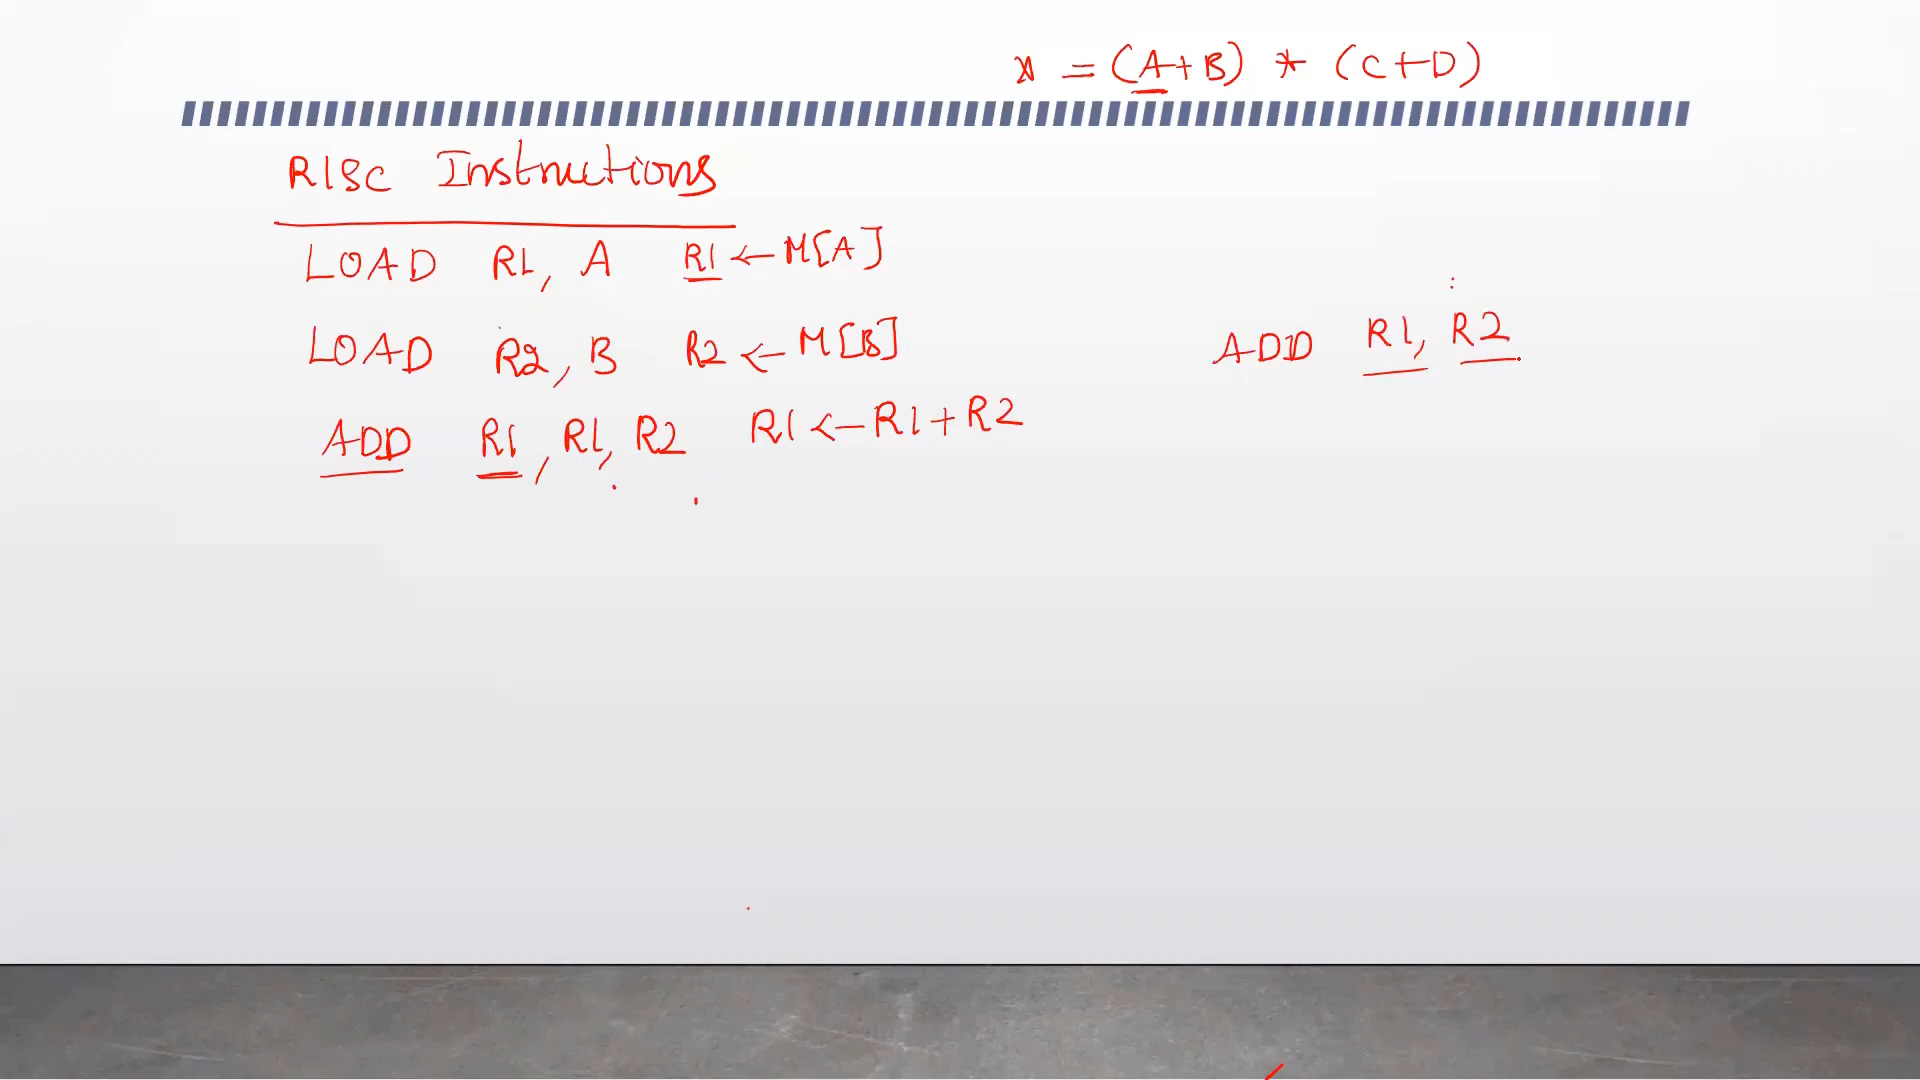 X = (A+B) * (C+D)
RISC Instructions
LOAD R1, A R1 ← M[A]
LOAD R2, B R2 ← M[B]
ADD R1, R2
ADD R1, R1, R2 R1 ← R1 + R2